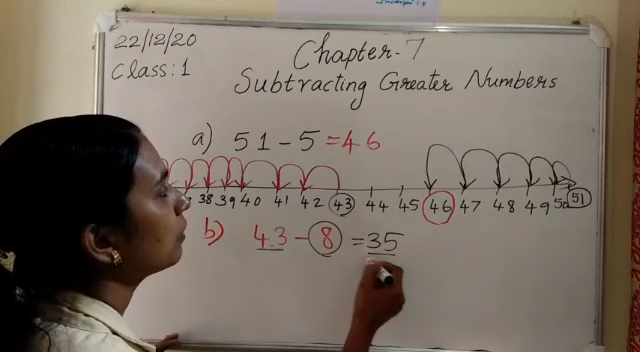 22/12/20
Chapter-7
Class:1
Subtracting Greater Numbers
a) 51-5=46
38 39 40 41 42 43 44 45 46 47 48 49 50 51
b) 43-8=35